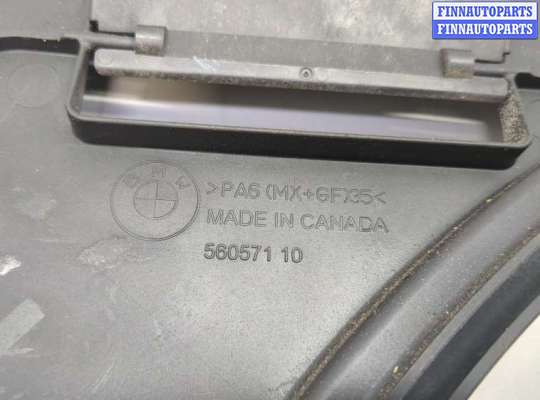 FINNAUTOPARTS
FINNAUTOPARTS
BMW
>PA6 (MX+GF)35<
MADE IN CANADA
560571 10